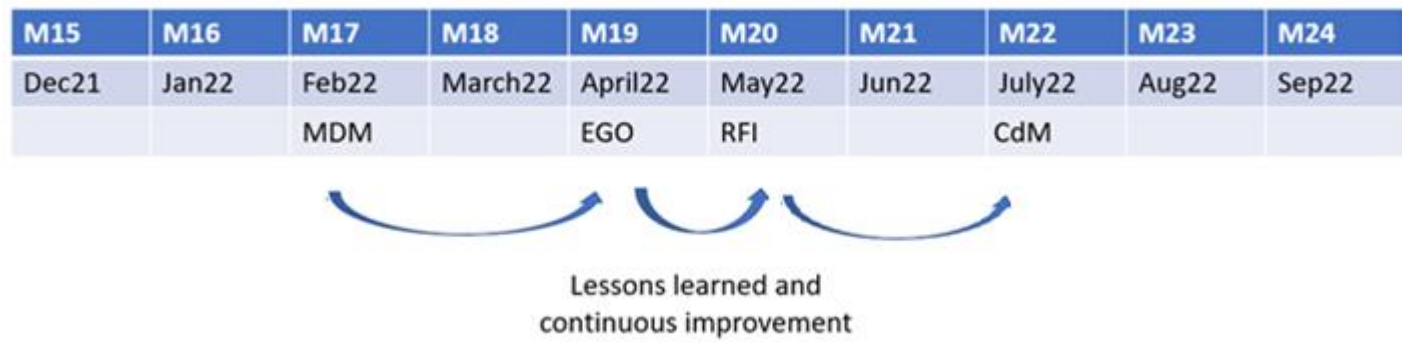 M15 M16 M17 M18 M19 M20 M21 M22 M23 M24
Dec21 Jan22 Feb22 March22 April22 May22 Jun22 July22 Aug22 Sep22
MDM EGO RFI CdM
Lessons learned and
continuous improvement